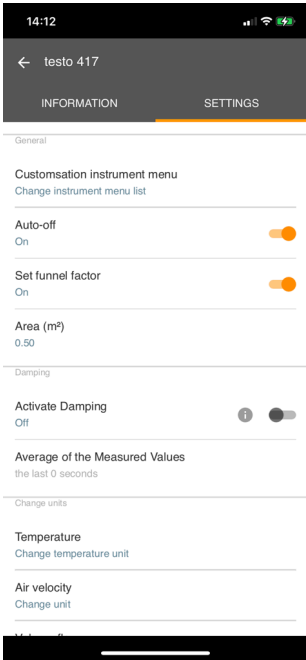 14:12
testo 417
INFORMATION SETTINGS
General
Customsation instrument menu
Change instrument menu list
Auto-off
On
Set funnel factor
On
Area (m²)
0.50
Damping
Activate Damping
Off
Average of the Measured Values
the last 0 seconds
Change units
Temperature
Change temperature unit
Air velocity
Change unit